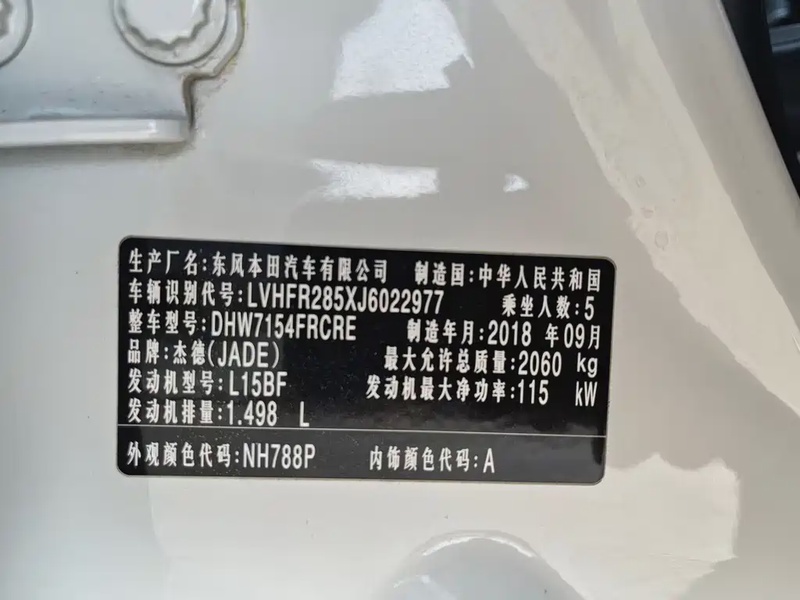 生产厂名:东风本田汽车有限公司 制造国:中华人民共和国
车辆识别代号:LVHFR285XJ6022977 乘坐人数:5
整车型号:DHW7154FRCRE 制造年月:2018 年09月
品牌:杰德(JADE) 最大允许总质量:2060 kg
发动机型号:L15BF 发动机最大净功率:115 kW
发动机排量:1.498 L
外观颜色代码:NH788P 内饰颜色代码:A